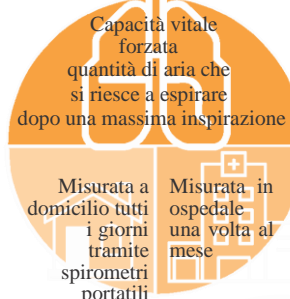 Capacità vitale
forzata
quantità di aria che
si riesce a espirare
dopo una massima inspirazione
Misurata a
domicilio tutti
i giorni
tramite
spirometri
portatili
Misurata in
ospedale
una volta al
mese